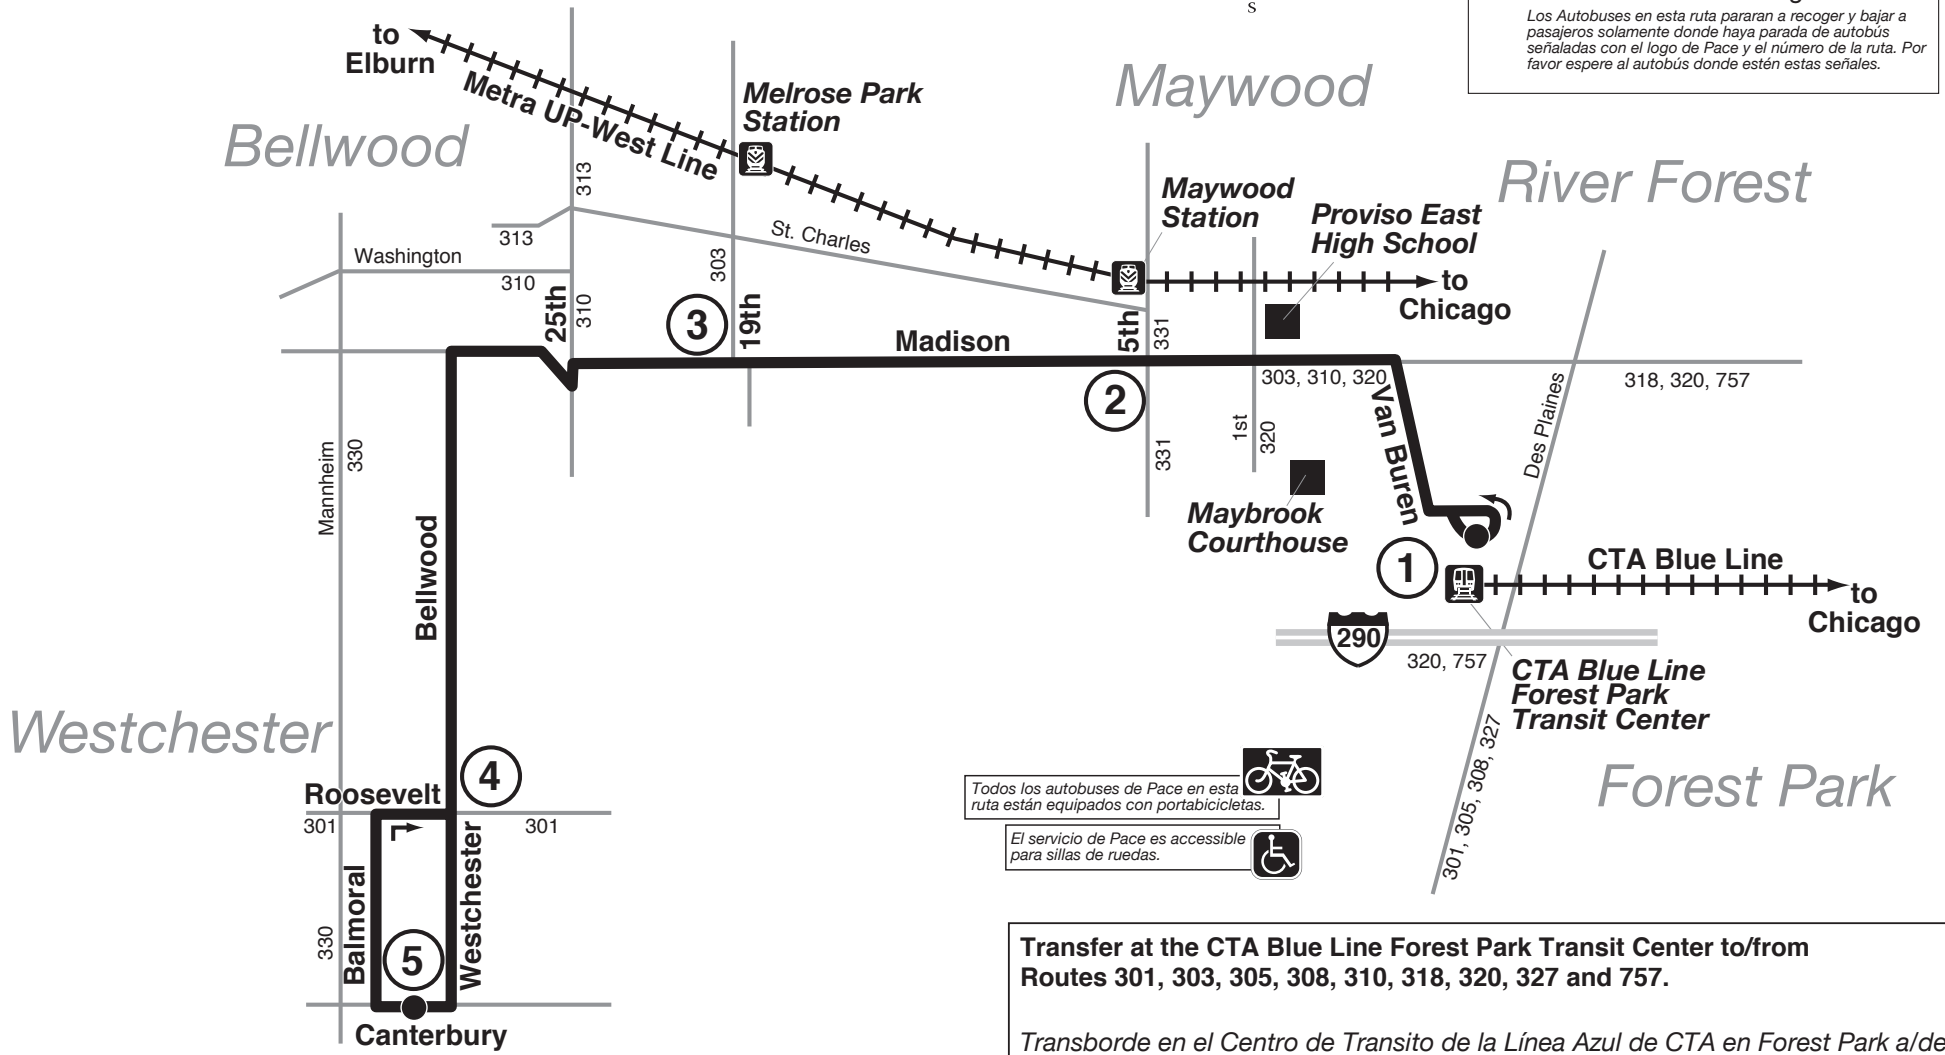 s
Los Autobuses en esta ruta pararan a recoger y bajar a
pasajeros solamente donde haya parada de autobús
señaladas con el logo de Pace y el número de la ruta. Por
favor espere al autobús donde estén estas señales.
to
Elburn
Metra UP-West Line
Melrose Park
Station
Maywood
Bellwood
River Forest
313
Maywood
Station
Proviso East
High School
313
St. Charles
303
Washington
310
25th
310
3
19th
to
Chicago
5th
331
Madison
303, 310, 320
318, 320, 757
2
Van Buren
Des Plaines
Mannheim
330
331
1st
320
Maybrook
Courthouse
Bellwood
1
CTA Blue Line
to
Chicago
290
320, 757
CTA Blue Line
Forest Park
Transit Center
301, 305, 308, 327
Westchester
Forest Park
4
Roosevelt
301
301
Todos los autobuses de Pace en esta
ruta están equipados con portabicicletas.
El servicio de Pace es accessible
para sillas de ruedas.
330
Balmoral
5
Westchester
Canterbury
Transfer at the CTA Blue Line Forest Park Transit Center to/from
Routes 301, 303, 305, 308, 310, 318, 320, 327 and 757.
Transborde en el Centro de Transito de la Línea Azul de CTA en Forest Park a/de